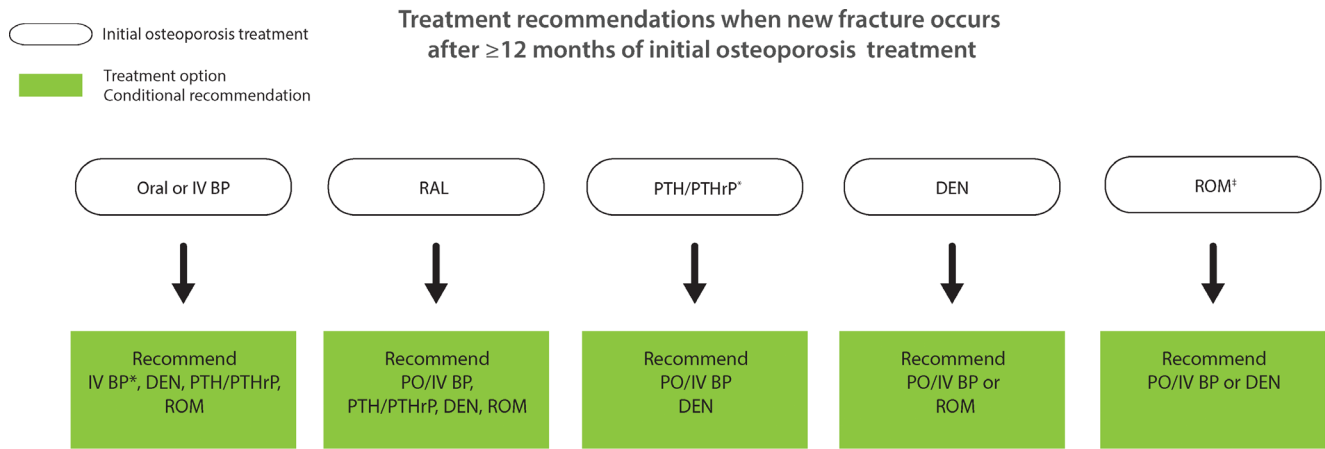 Treatment recommendations when new fracture occurs
after ≥12 months of initial osteoporosis treatment
Initial osteoporosis treatment
Treatment option
Conditional recommendation
Oral or IV BP
RAL
PTH/PTHrP*
DEN
ROM‡
Recommend
IV BP*, DEN, PTH/PTHrP,
ROM
Recommend
PO/IV BP,
PTH/PTHrP, DEN, ROM
Recommend
PO/IV BP
DEN
Recommend
PO/IV BP or
ROM
Recommend
PO/IV BP or DEN